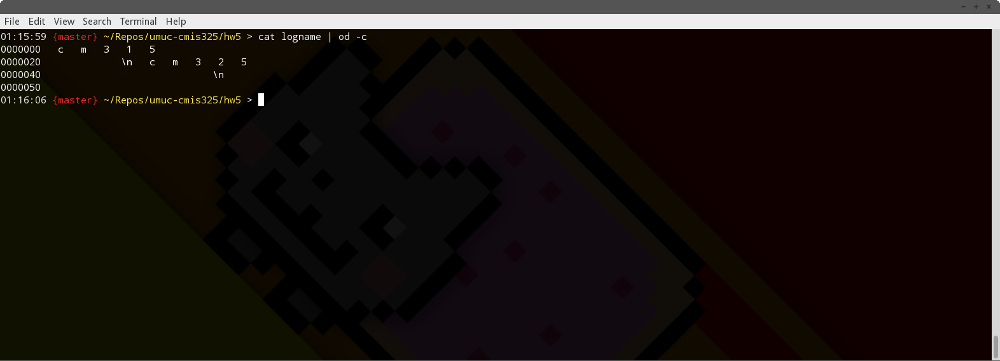 File Edit View Search Terminal Help
01:15:59 {master} ~/Repos/umuc-cmis325/hw5 > cat logname | od -c
0000000   c   m   3   1   5
0000020              \n   c   m   3   2   5
0000040                              \n
0000050
01:16:06 {master} ~/Repos/umuc-cmis325/hw5 >